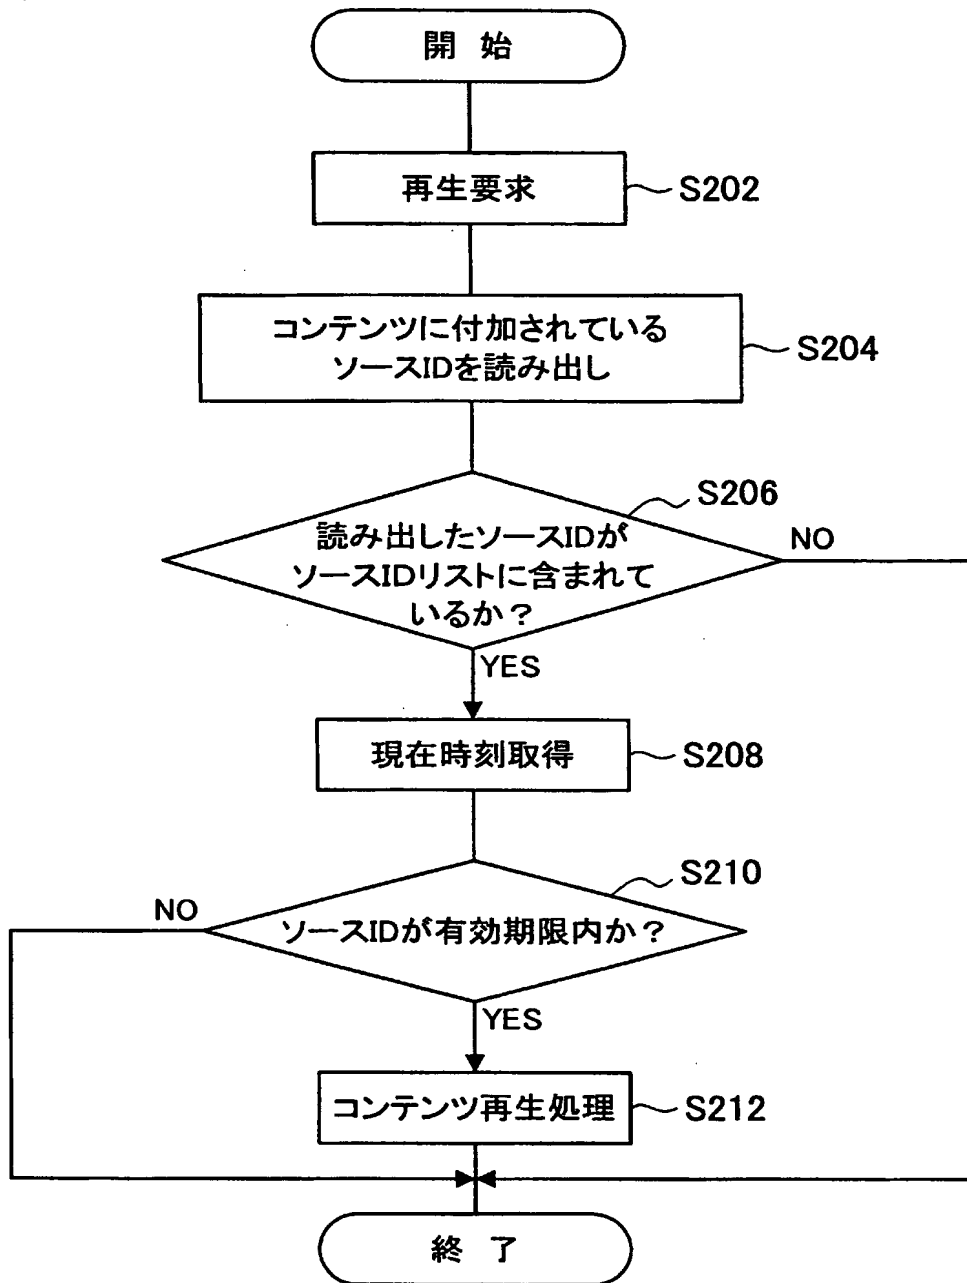 開 始
再生要求
S202
コンテンツに付加されている
ソースIDを読み出し
S204
S206
読み出したソースIDが
ソースIDリストに含まれて
いるか？
NO
YES
現在時刻取得
S208
S210
NO
ソースIDが有効期限内か？
YES
コンテンツ再生処理
S212
終 了